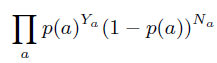 ∏_a p(a)^{Y_a} (1 − p(a))^{N_a}